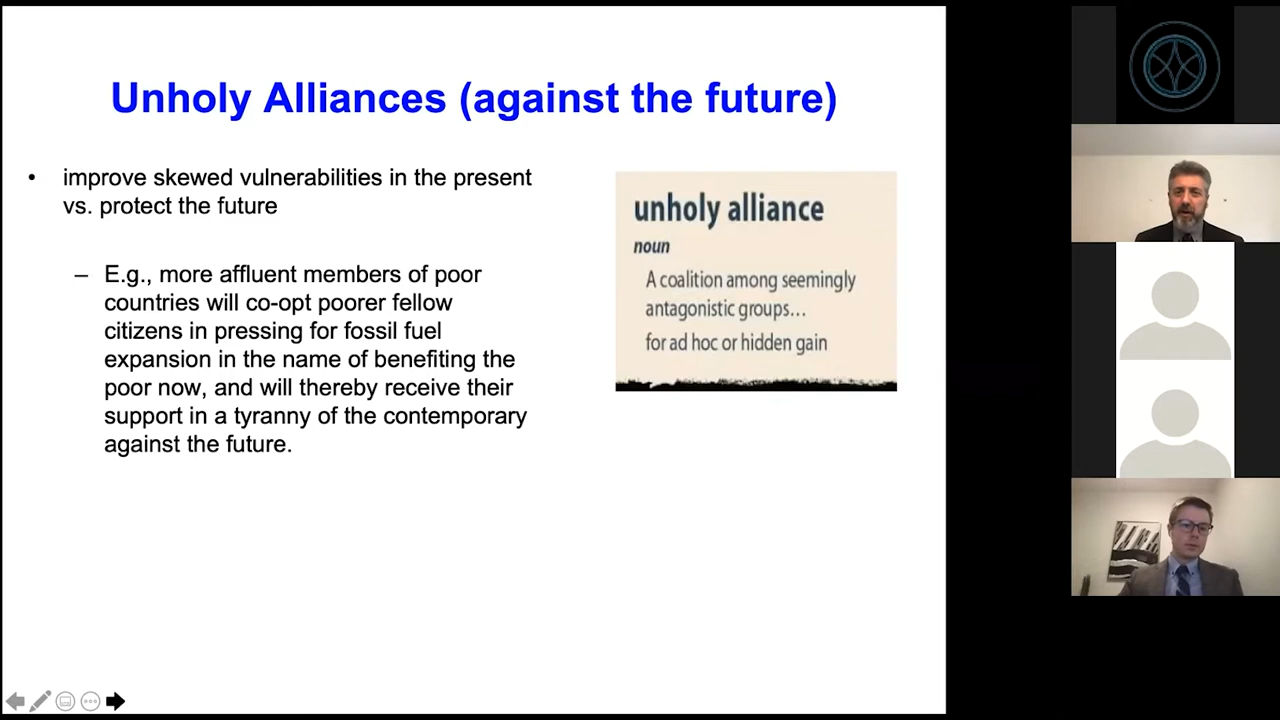 Unholy Alliances (against the future)
• improve skewed vulnerabilities in the present
vs. protect the future
– E.g., more affluent members of poor
countries will co-opt poorer fellow
citizens in pressing for fossil fuel
expansion in the name of benefiting the
poor now, and will thereby receive their
support in a tyranny of the contemporary
against the future.
unholy alliance
noun
A coalition among seemingly
antagonistic groups…
for ad hoc or hidden gain